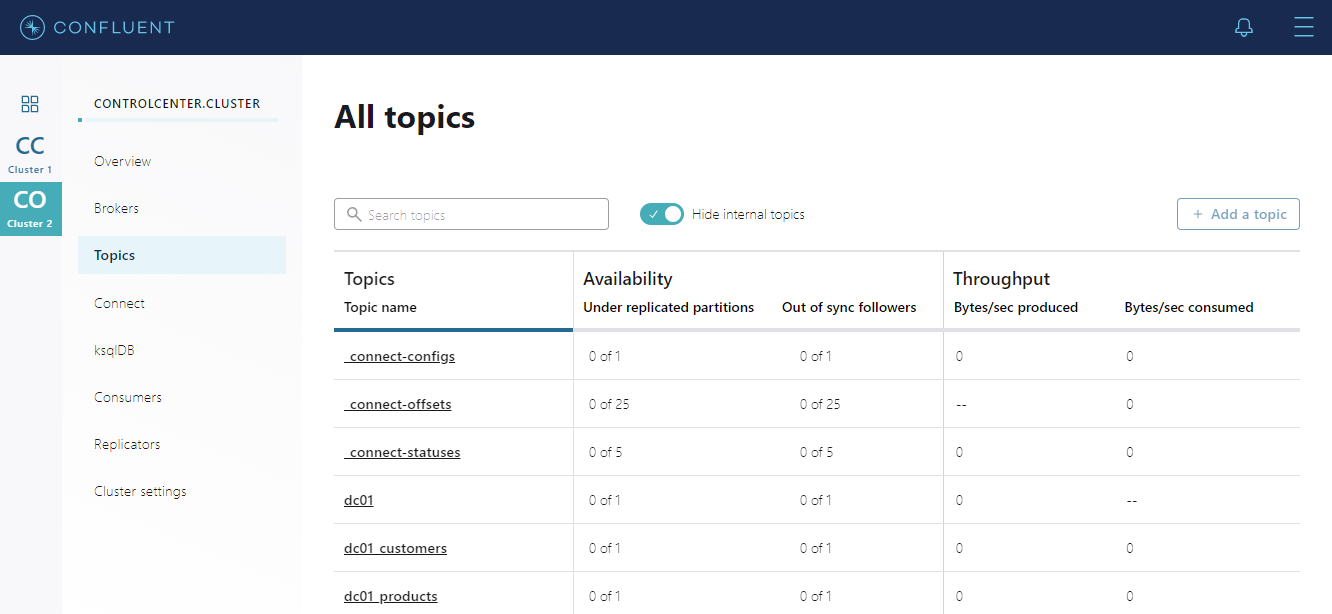 CONFLUENT
CC
Cluster 1
CO
Cluster 2
CONTROLCENTER.CLUSTER
Overview
Brokers
Topics
Connect
ksqlDB
Consumers
Replicators
Cluster settings
All topics
Search topics
Hide internal topics
+ Add a topic
Topics Availability Throughput
Topic name Under replicated partitions Out of sync followers Bytes/sec produced Bytes/sec consumed
_connect-configs 0 of 1 0 of 1 0 0
_connect-offsets 0 of 25 0 of 25 -- 0
_connect-statuses 0 of 5 0 of 5 0 0
dc01 0 of 1 0 of 1 0 --
dc01_customers 0 of 1 0 of 1 0 0
dc01_products 0 of 1 0 of 1 0 0